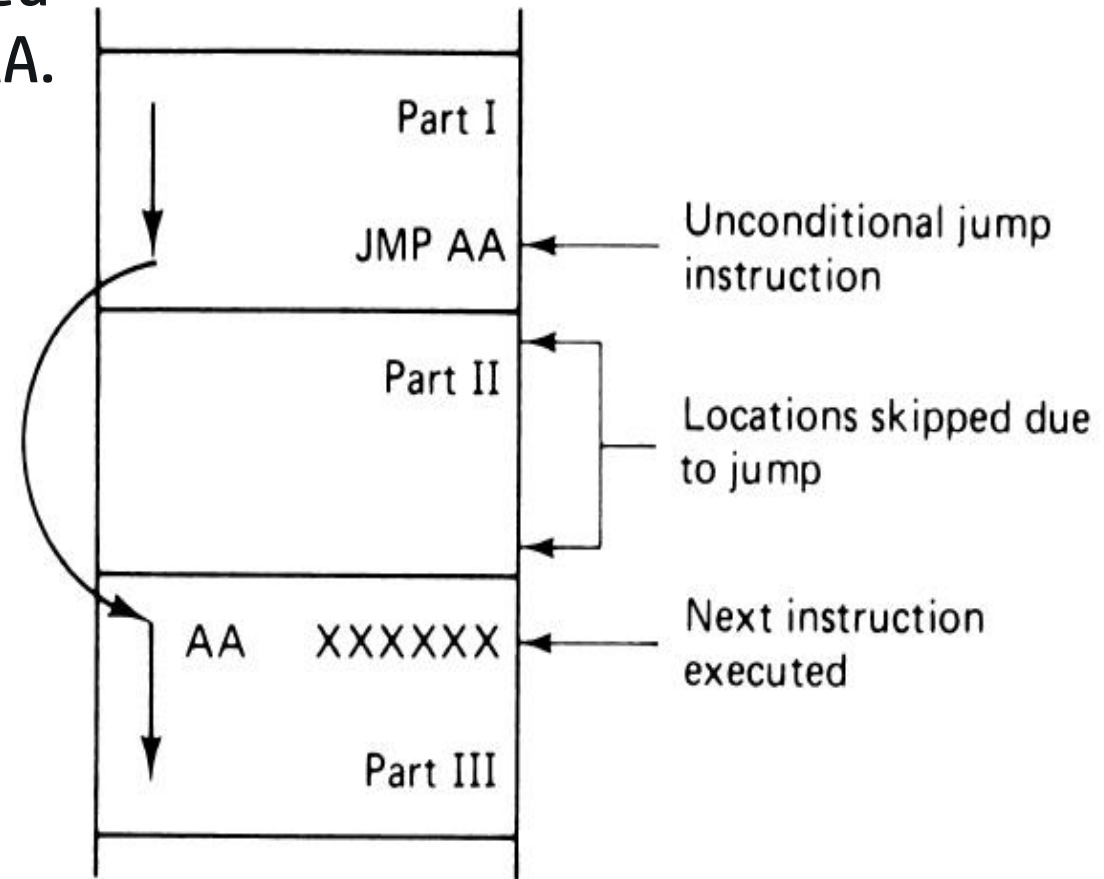 A.
Part I
JMP AA
Unconditional jump
instruction
Part II
Locations skipped due
to jump
AA XXXXXX
Next instruction
executed
Part III